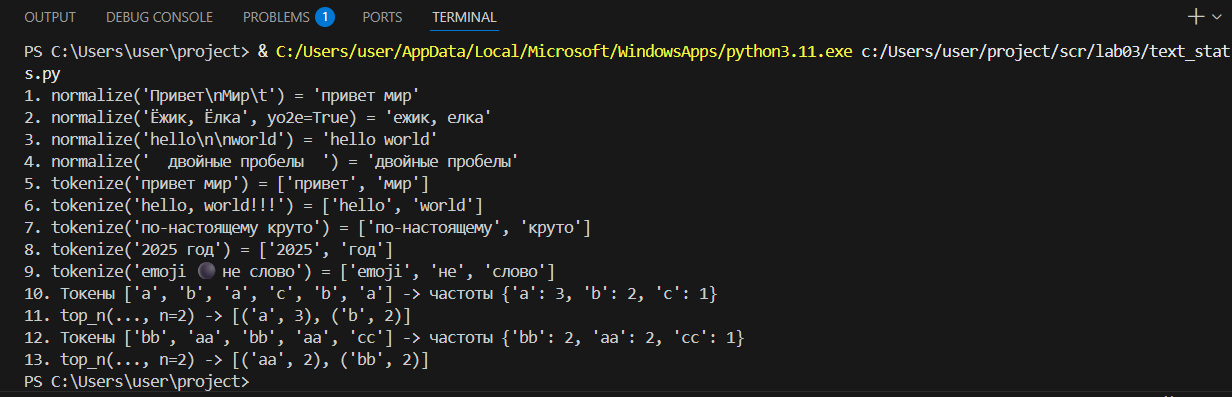 OUTPUT DEBUG CONSOLE PROBLEMS 1 PORTS TERMINAL
PS C:\Users\user\project> & C:/Users/user/AppData/Local/Microsoft/WindowsApps/python3.11.exe c:/Users/user/project/scr/lab03/text_stat
s.py
1. normalize('Привет\nМир\t') = 'привет мир'
2. normalize('Ёжик, Ёлка', yo2e=True) = 'ежик, елка'
3. normalize('hello\n\nworld') = 'hello world'
4. normalize('  двойные пробелы  ') = 'двойные пробелы'
5. tokenize('привет мир') = ['привет', 'мир']
6. tokenize('hello, world!!!') = ['hello', 'world']
7. tokenize('по-настоящему круто') = ['по-настоящему', 'круто']
8. tokenize('2025 год') = ['2025', 'год']
9. tokenize('emoji 🌑 не слово') = ['emoji', 'не', 'слово']
10. Токены ['a', 'b', 'a', 'c', 'b', 'a'] -> частоты {'a': 3, 'b': 2, 'c': 1}
11. top_n(..., n=2) -> [('a', 3), ('b', 2)]
12. Токены ['bb', 'aa', 'bb', 'aa', 'cc'] -> частоты {'bb': 2, 'aa': 2, 'cc': 1}
13. top_n(..., n=2) -> [('aa', 2), ('bb', 2)]
PS C:\Users\user\project>